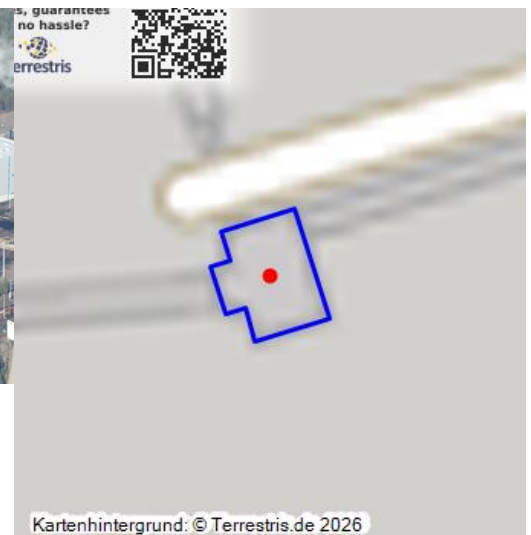 s, guarantees
no hassle?
errestris
Kartenhintergrund: © Terrestris.de 2026